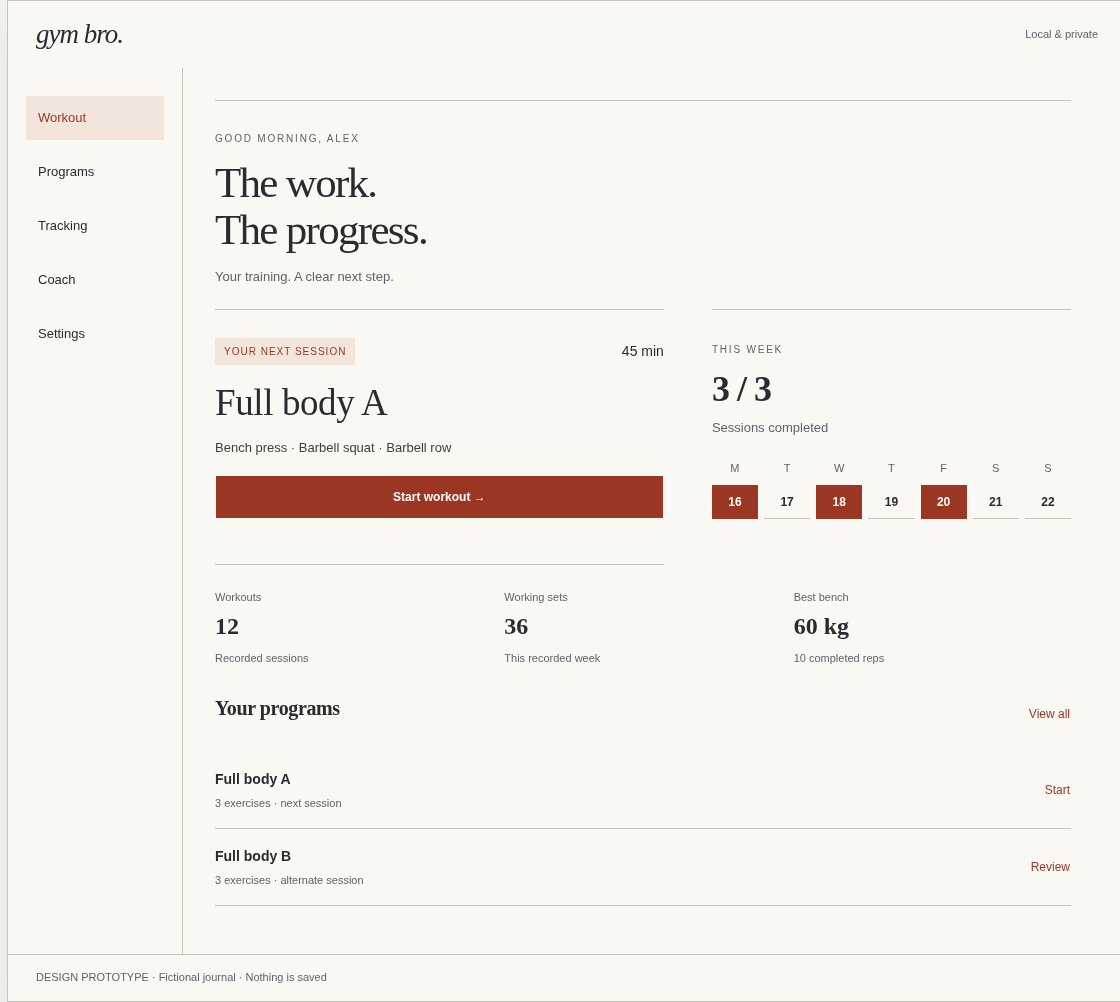 gym bro.
Local & private
Workout
Programs
Tracking
Coach
Settings
GOOD MORNING, ALEX
The work.
The progress.
Your training. A clear next step.
YOUR NEXT SESSION
45 min
Full body A
Bench press · Barbell squat · Barbell row
Start workout →
THIS WEEK
3 / 3
Sessions completed
M T W T F S S
16 17 18 19 20 21 22
Workouts
12
Recorded sessions
Working sets
36
This recorded week
Best bench
60 kg
10 completed reps
Your programs
View all
Full body A
3 exercises · next session
Start
Full body B
3 exercises · alternate session
Review
DESIGN PROTOTYPE · Fictional journal · Nothing is saved